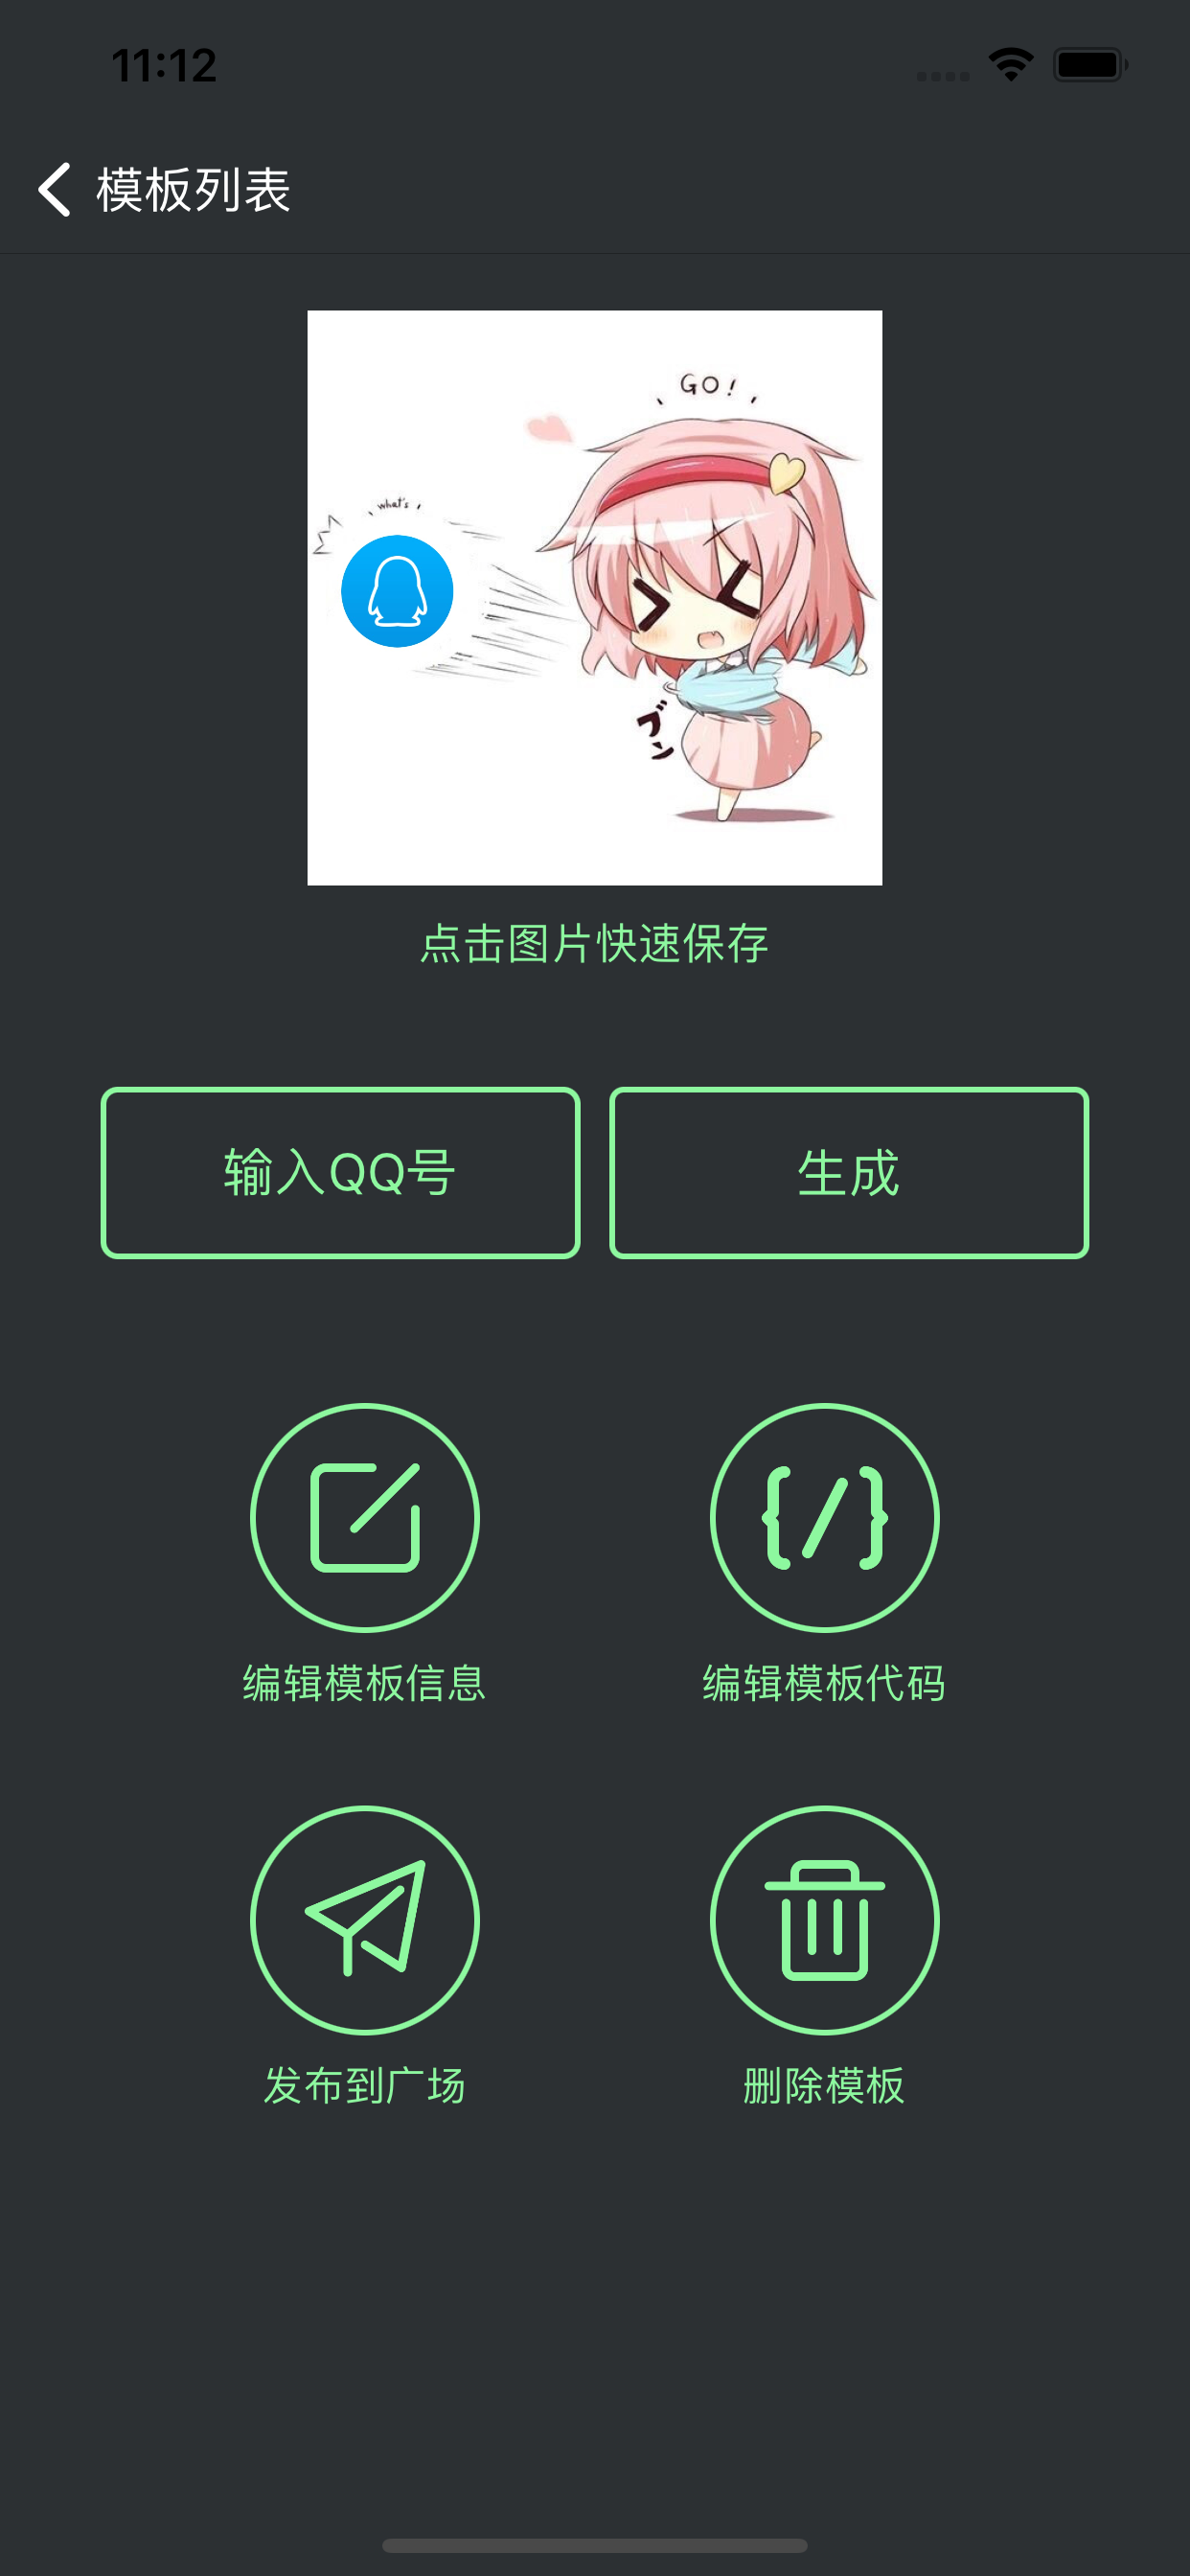 11:12
模板列表
GO!
what's
ブン
点击图片快速保存
输入QQ号
生成
编辑模板信息
编辑模板代码
发布到广场
删除模板